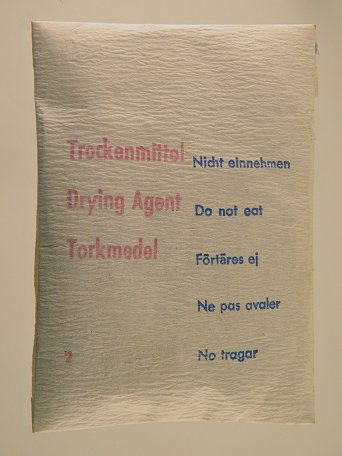 Trockenmittel
Drying Agent
Torkmedel
2
Nicht einnehmen
Do not eat
Förtäres ej
Ne pas avaler
No tragar